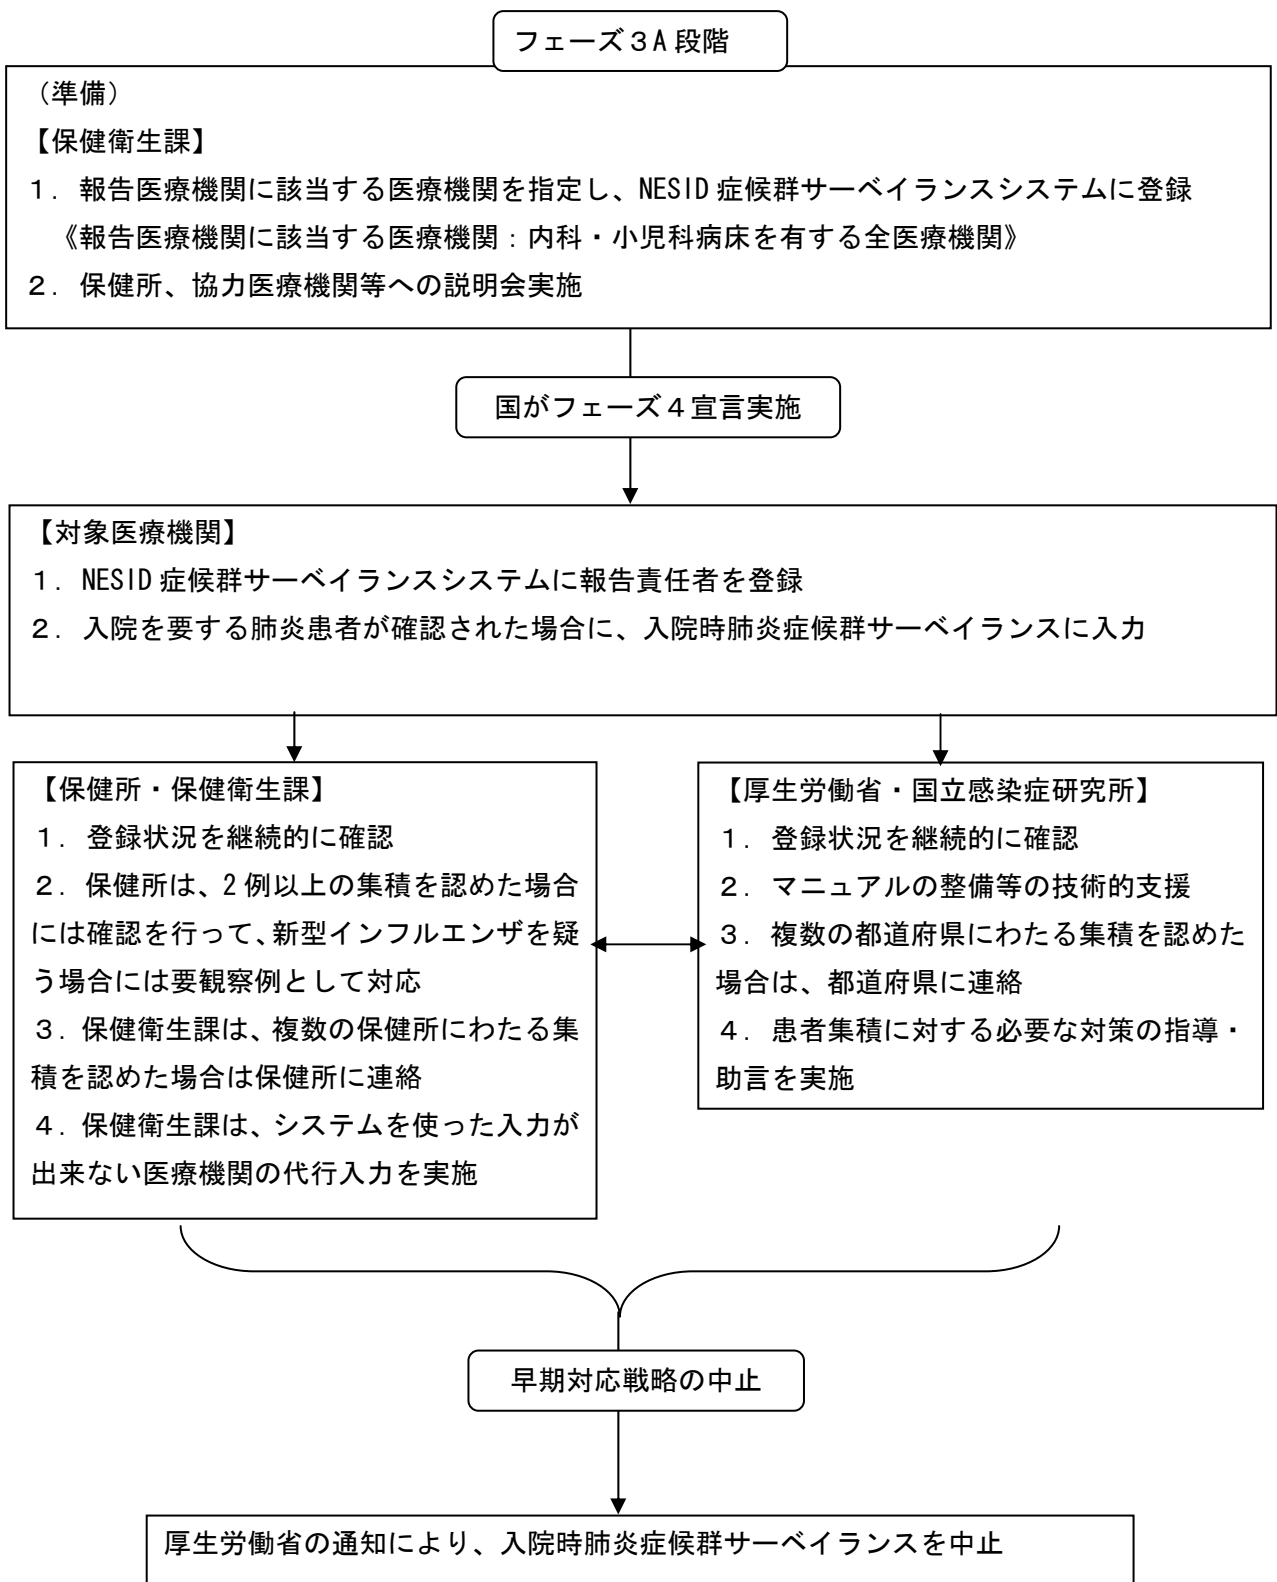 フェーズ３A 段階
（準備）
【保健衛生課】
１．報告医療機関に該当する医療機関を指定し、NESID 症候群サーベイランスシステムに登録
《報告医療機関に該当する医療機関：内科・小児科病床を有する全医療機関》
２．保健所、協力医療機関等への説明会実施
国がフェーズ４宣言実施
【対象医療機関】
１．NESID 症候群サーベイランスシステムに報告責任者を登録
２．入院を要する肺炎患者が確認された場合に、入院時肺炎症候群サーベイランスに入力
【保健所・保健衛生課】
１．登録状況を継続的に確認
２．保健所は、2 例以上の集積を認めた場合
には確認を行って、新型インフルエンザを疑
う場合には要観察例として対応
３．保健衛生課は、複数の保健所にわたる集
積を認めた場合は保健所に連絡
４．保健衛生課は、システムを使った入力が
出来ない医療機関の代行入力を実施
【厚生労働省・国立感染症研究所】
１．登録状況を継続的に確認
２．マニュアルの整備等の技術的支援
３．複数の都道府県にわたる集積を認めた
場合は、都道府県に連絡
４．患者集積に対する必要な対策の指導・
助言を実施
早期対応戦略の中止
厚生労働省の通知により、入院時肺炎症候群サーベイランスを中止